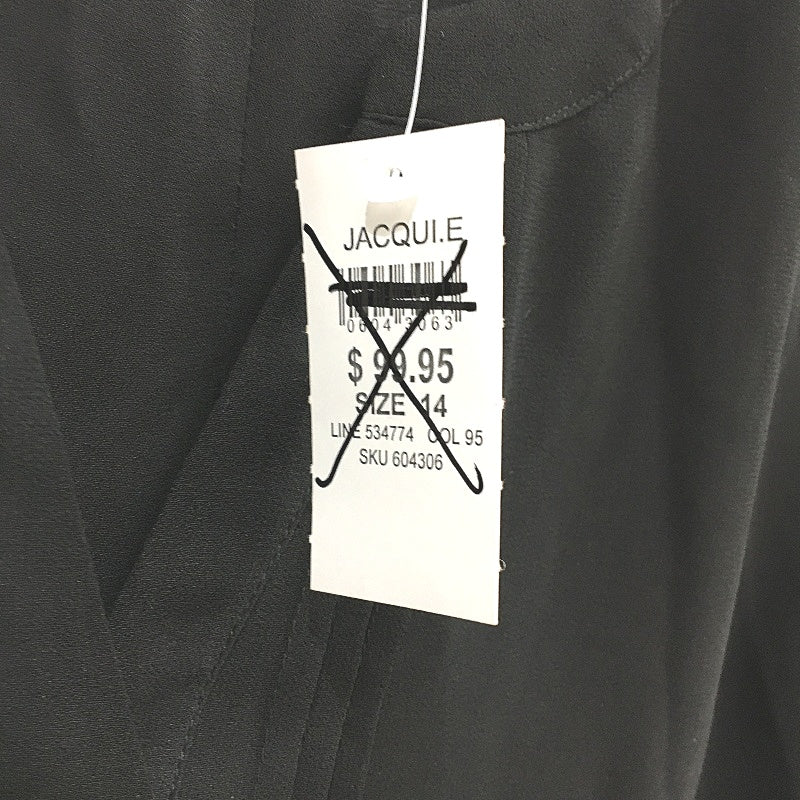 JACQUI.E
0604 3063
$ 99.95
SIZE 14
LINE 534774 COL 95
SKU 604306